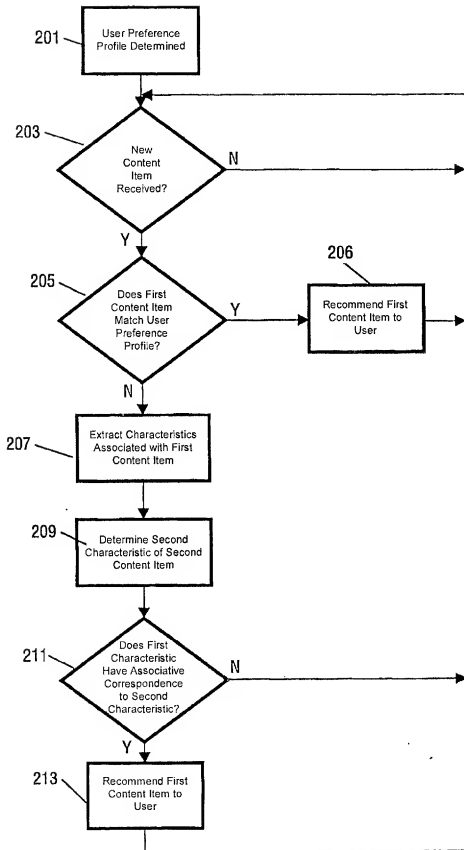 201
User Preference
Profile Determined
203
New
Content
Item
Received?
N
Y
206
205
Does First
Content Item
Match User
Preference
Profile?
Y
Recommend First
Content Item to
User
N
207
Extract Characteristics
Associated with First
Content Item
209
Determine Second
Characteristic of Second
Content Item
211
Does First
Characteristic
Have Associative
Correspondence
to Second
Characteristic?
N
Y
213
Recommend First
Content Item to
User